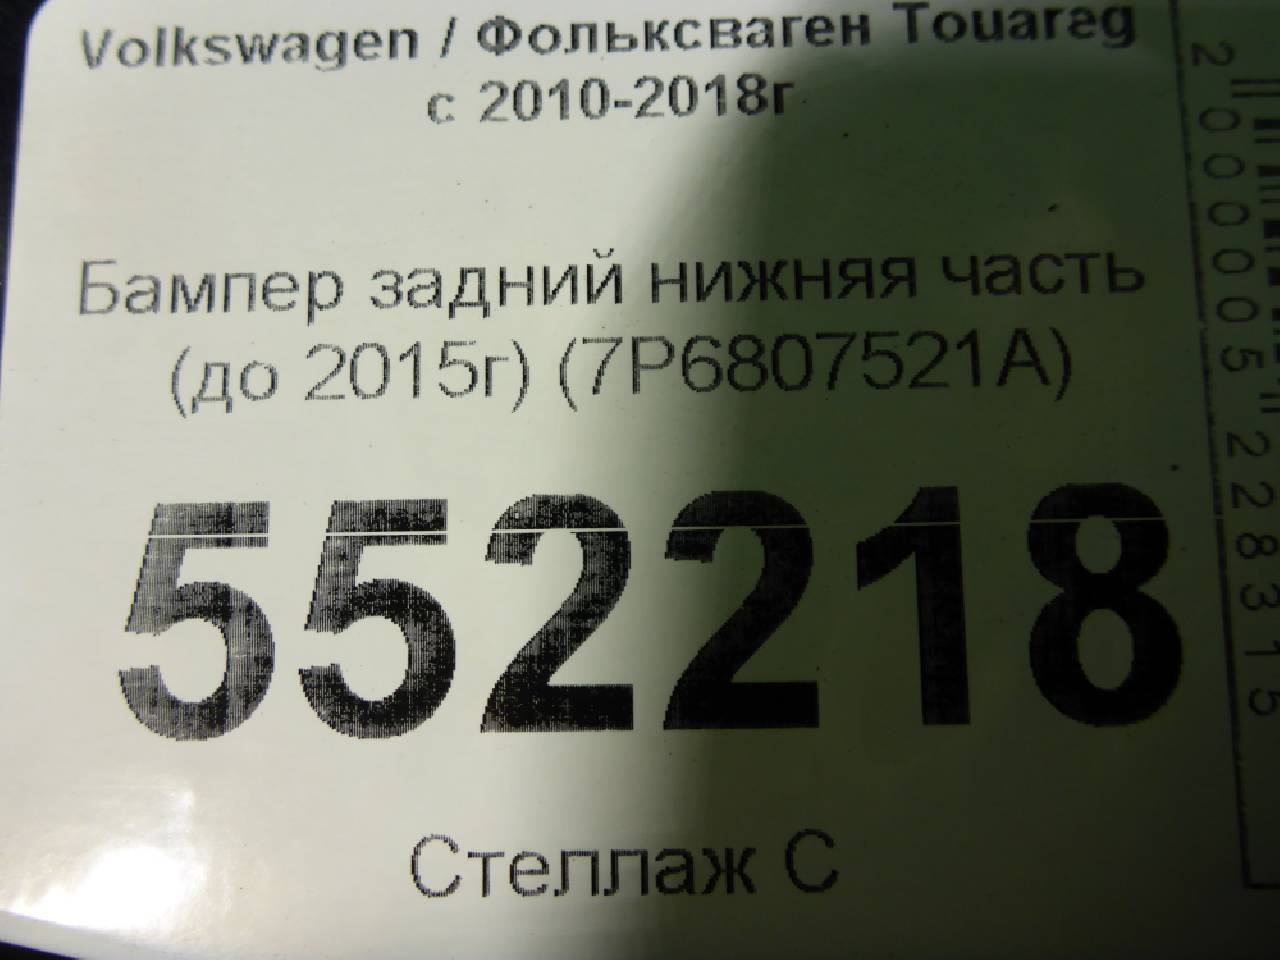 Volkswagen / Фольксваген Touareg
с 2010-2018г
Бампер задний нижняя часть
(до 2015г) (7P6807521A)
552218
Стеллаж С
2000005228315